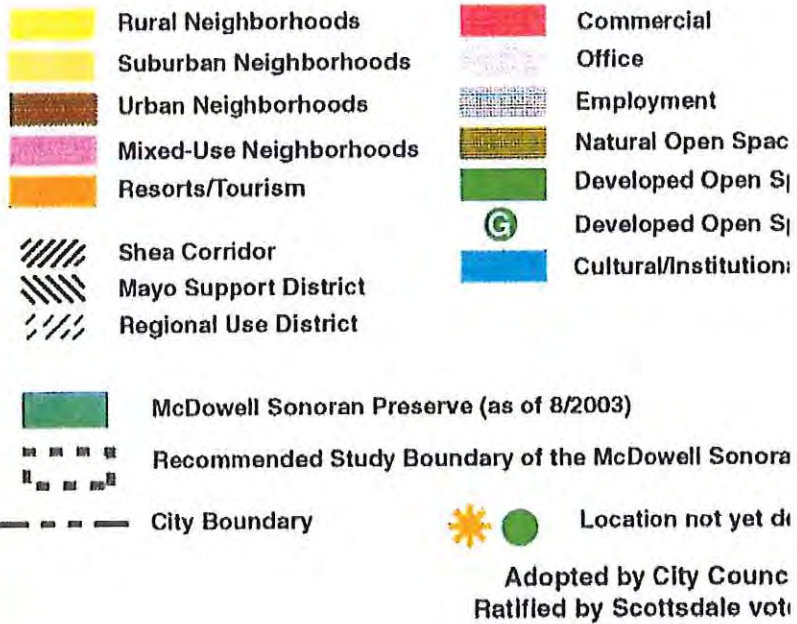 Rural Neighborhoods
Suburban Neighborhoods
Urban Neighborhoods
Mixed-Use Neighborhoods
Resorts/Tourism
Shea Corridor
Mayo Support District
Regional Use District
Commercial
Office
Employment
Natural Open Spac
Developed Open S
G Developed Open S
Cultural/Institution
McDowell Sonoran Preserve (as of 8/2003)
Recommended Study Boundary of the McDowell Sonora
City Boundary
Location not yet d
Adopted by City Counc
Ratified by Scottsdale vot